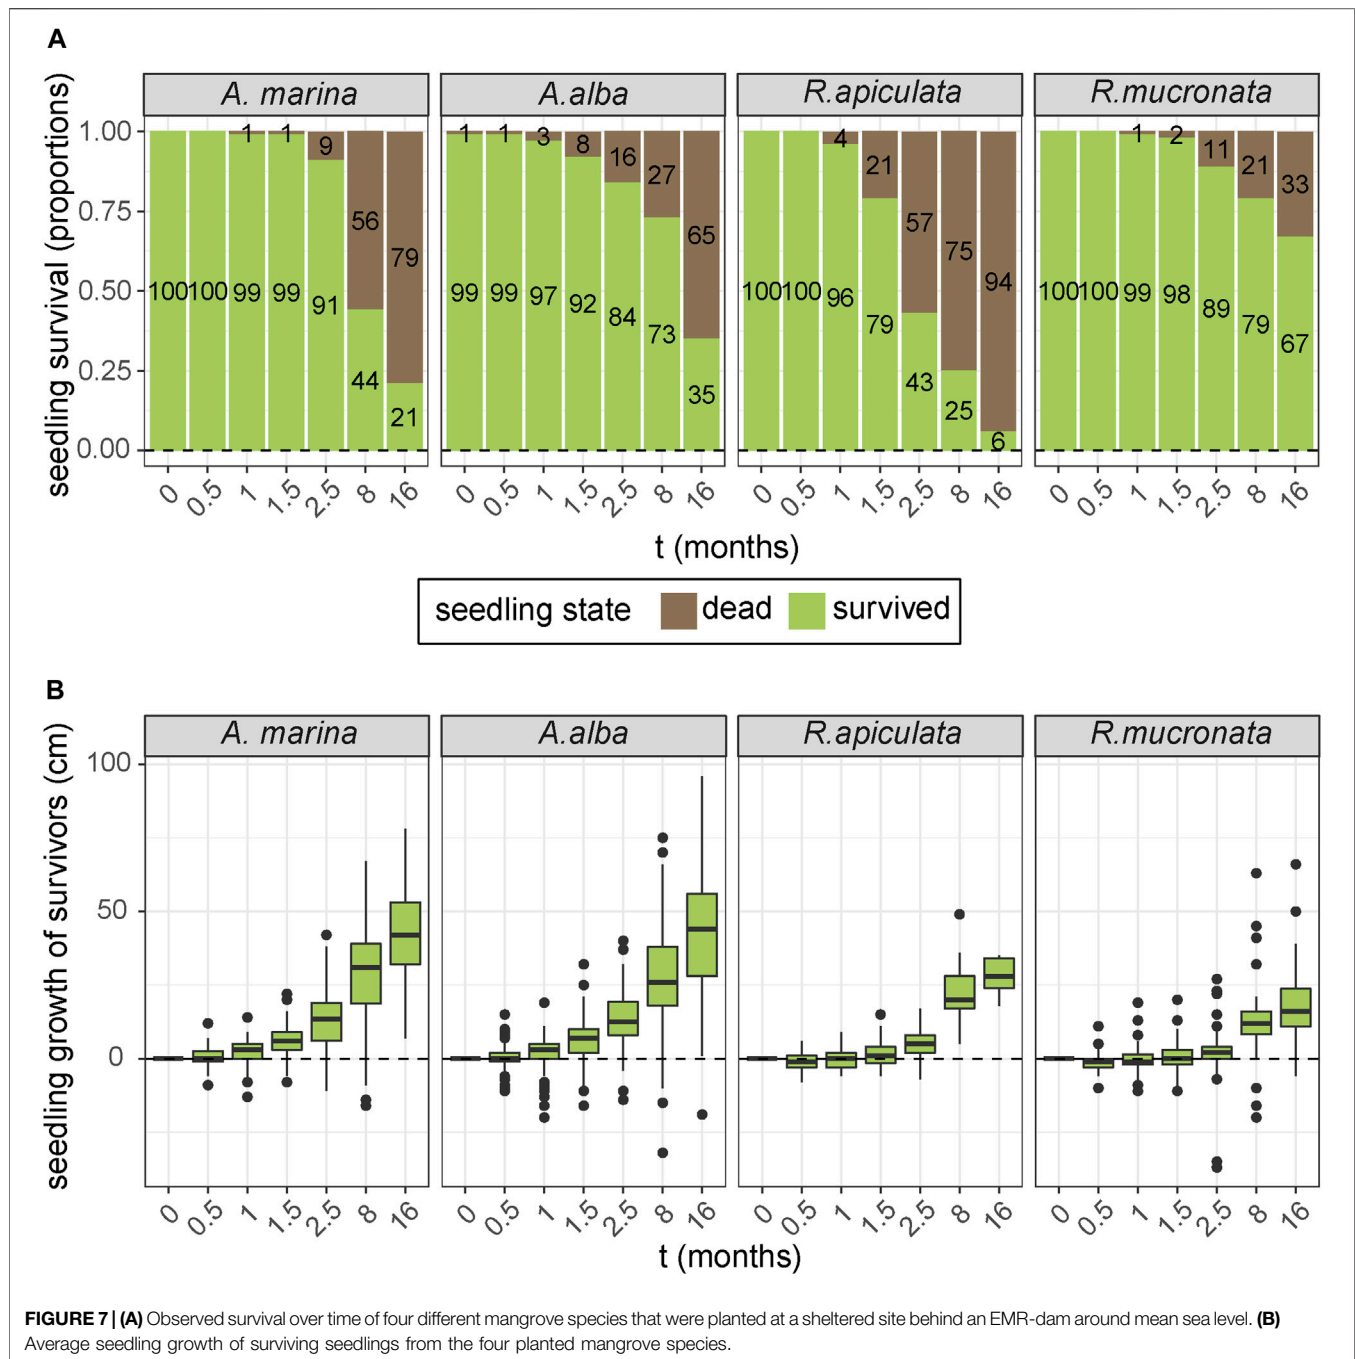 A
A. marina A.alba R.apiculata R.mucronata
seedling survival (proportions)
1.00
0.75
0.50
0.25
0.00
1 1 9 56 79
100 100 99 99 91 44 21
1 1 3 8 16 27 65
99 99 97 92 84 73 35
4 21 57 75 94
100 100 96 79 43 25 6
1 2 11 21 33
100 100 99 98 89 79 67
0 0.5 1 1.5 2.5 8 16 0 0.5 1 1.5 2.5 8 16 0 0.5 1 1.5 2.5 8 16 0 0.5 1 1.5 2.5 8 16
t (months)
seedling state dead survived
B
A. marina A.alba R.apiculata R.mucronata
seedling growth of survivors (cm)
100
50
0
0 0.5 1 1.5 2.5 8 16 0 0.5 1 1.5 2.5 8 16 0 0.5 1 1.5 2.5 8 16 0 0.5 1 1.5 2.5 8 16
t (months)
FIGURE 7 | (A) Observed survival over time of four different mangrove species that were planted at a sheltered site behind an EMR-dam around mean sea level. (B)
Average seedling growth of surviving seedlings from the four planted mangrove species.